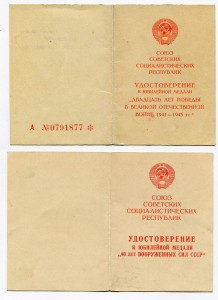 СОЮЗ
СОВЕТСКИХ
СОЦИАЛИСТИЧЕСКИХ
РЕСПУБЛИК
УДОСТОВЕРЕНИЕ
К ЮБИЛЕЙНОЙ МЕДАЛИ
"ДВАДЦАТЬ ЛЕТ ПОБЕДЫ
В ВЕЛИКОЙ ОТЕЧЕСТВЕННОЙ
ВОЙНЕ 1941—1945 гг."
А №0791877 *
СОЮЗ
СОВЕТСКИХ
СОЦИАЛИСТИЧЕСКИХ
РЕСПУБЛИК
УДОСТОВЕРЕНИЕ
К ЮБИЛЕЙНОЙ МЕДАЛИ
„40 ЛЕТ ВООРУЖЕННЫХ СИЛ СССР"